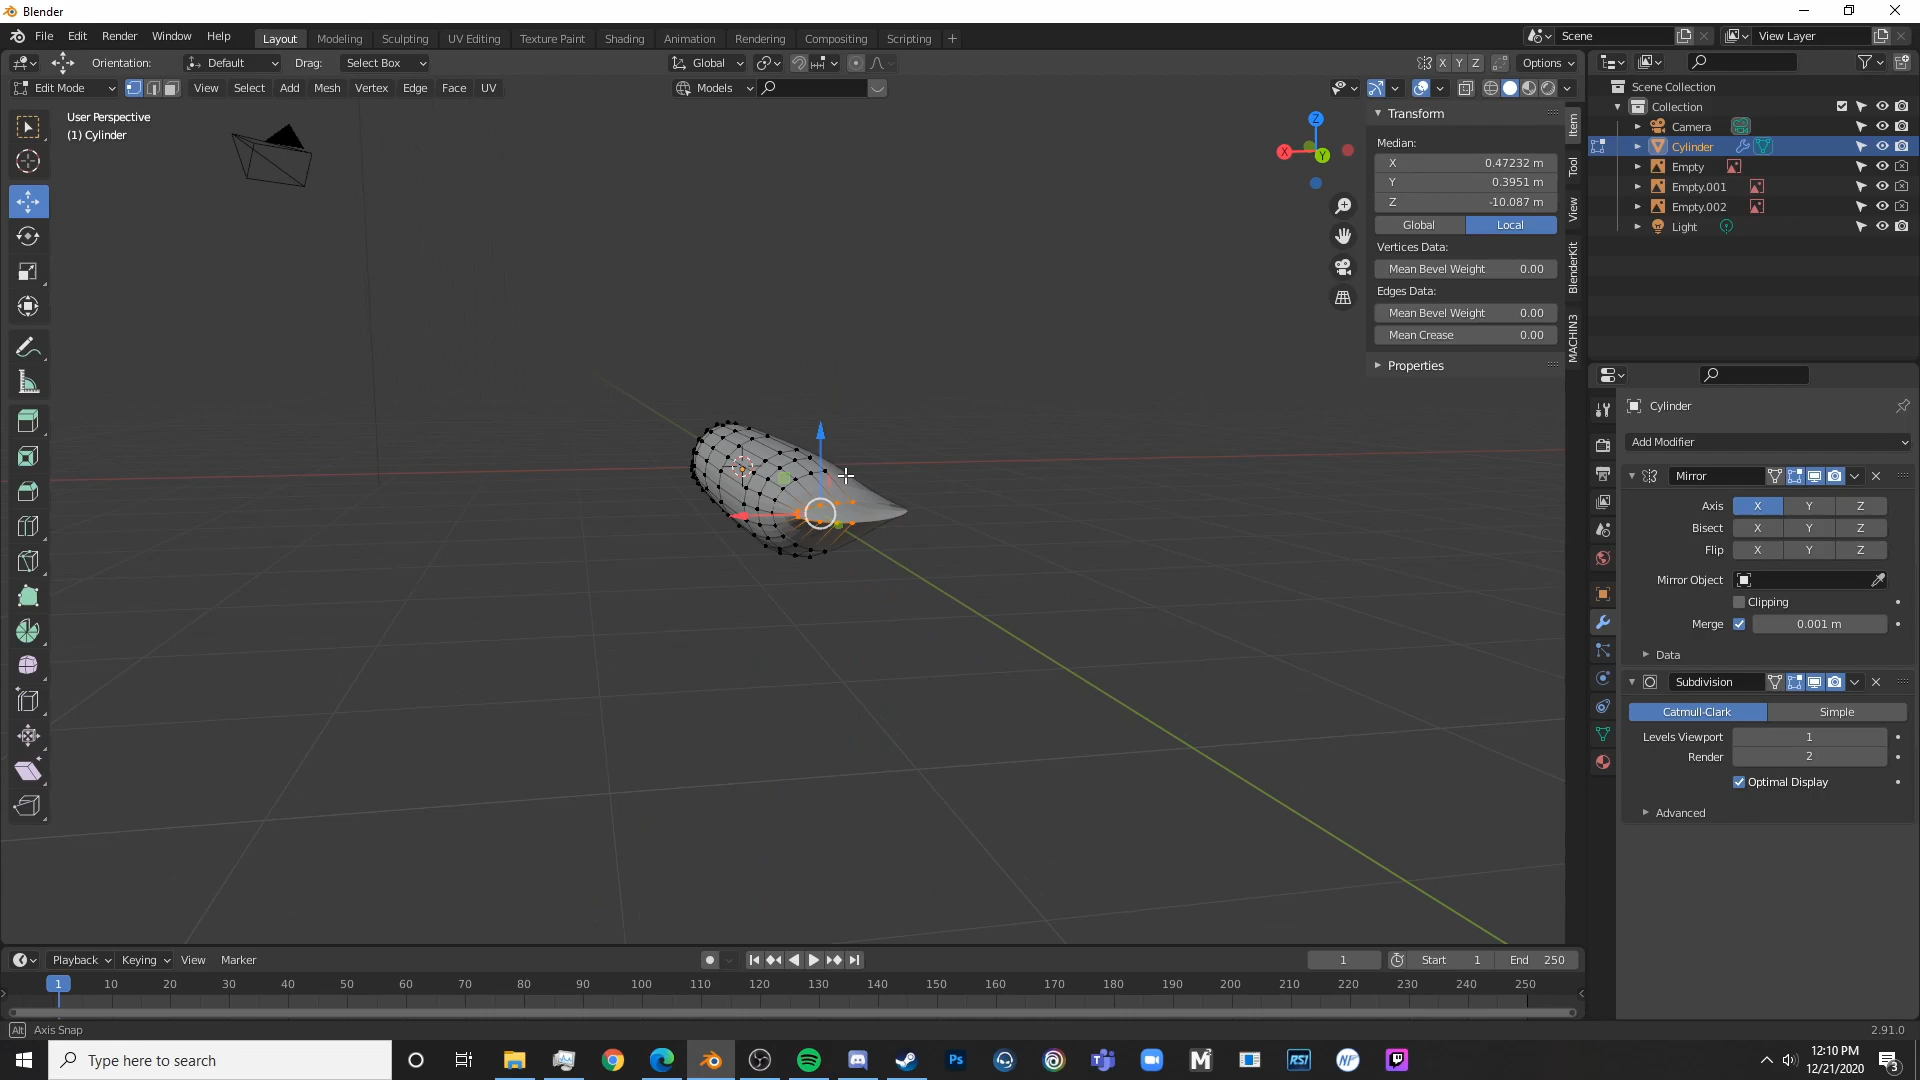 Blender
File Edit Render Window Help
Layout Modeling Sculpting UV Editing Texture Paint Shading Animation Rendering Compositing Scripting
Scene View Layer
Orientation: Default Drag: Select Box Global X Y Z Options
Edit Mode View Select Add Mesh Vertex Edge Face UV Models
User Perspective
(1) Cylinder
Z
X
Y
Transform
Median:
X 0.47232 m
Y 0.3951 m
Z -10.087 m
Global Local
Vertices Data:
Mean Bevel Weight 0.00
Edges Data:
Mean Bevel Weight 0.00
Mean Crease 0.00
Properties
Item
Tool
View
BlenderKit
MACHIN3
Scene Collection
Collection
Camera
Cylinder
Empty
Empty.001
Empty.002
Light
Cylinder
Add Modifier
Mirror
Axis X Y Z
Bisect X Y Z
Flip X Y Z
Mirror Object
Clipping
Merge 0.001 m
Data
Subdivision
Catmull-Clark Simple
Levels Viewport 1
Render 2
Optimal Display
Advanced
Playback Keying View Marker 1 Start 1 End 250
1 10 20 30 40 50 60 70 80 90 100 110 120 130 140 150 160 170 180 190 200 210 220 230 240 250
Alt Axis Snap 2.91.0
Type here to search
Ps
M
RSI
NF
12:10 PM
12/21/2020
3